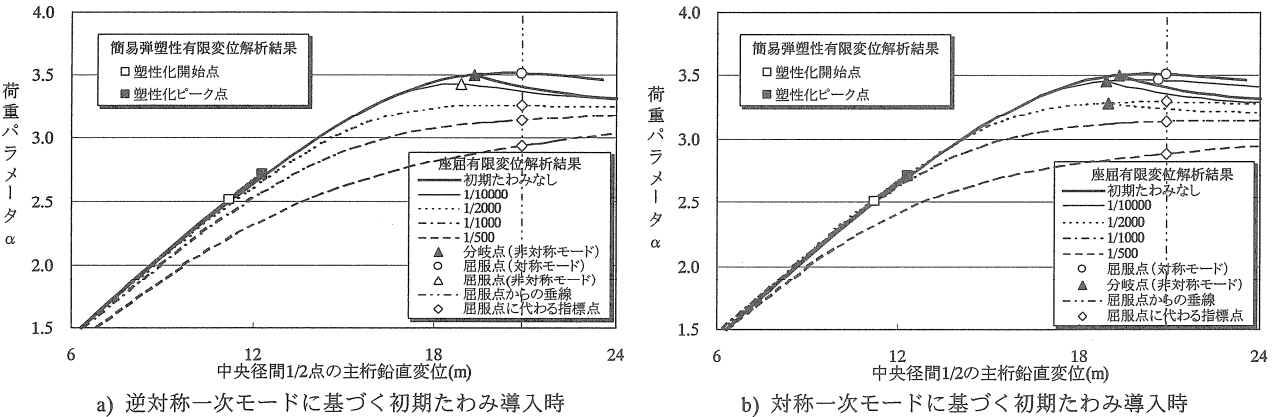 a)
4.0
3.5
3.0
2.5
2.0
1.5
荷重パラメータα
簡易弾塑性有限変位解析結果
塑性化開始点
塑性化ピーク点
座屈有限変位解析結果
初期たわみなし
1/10000
1/2000
1/1000
1/500
分岐点(非対称モード)
屈服点(対称モード)
屈服点(非対称モード)
屈服点からの垂線
屈服点に代わる指標点
6 12 18 24
中央径間1/2点の主桁鉛直変位(m)
a) 逆対称一次モードに基づく初期たわみ導入時
b)
4.0
3.5
3.0
2.5
2.0
1.5
荷重パラメータα
簡易弾塑性有限変位解析結果
塑性化開始点
塑性化ピーク点
座屈有限変位解析結果
初期たわみなし
1/10000
1/2000
1/1000
1/500
屈服点(対称モード)
分岐点(非対称モード)
屈服点からの垂線
屈服点に代わる指標点
6 12 18 24
中央径間1/2の主桁鉛直変位(m)
b) 対称一次モードに基づく初期たわみ導入時